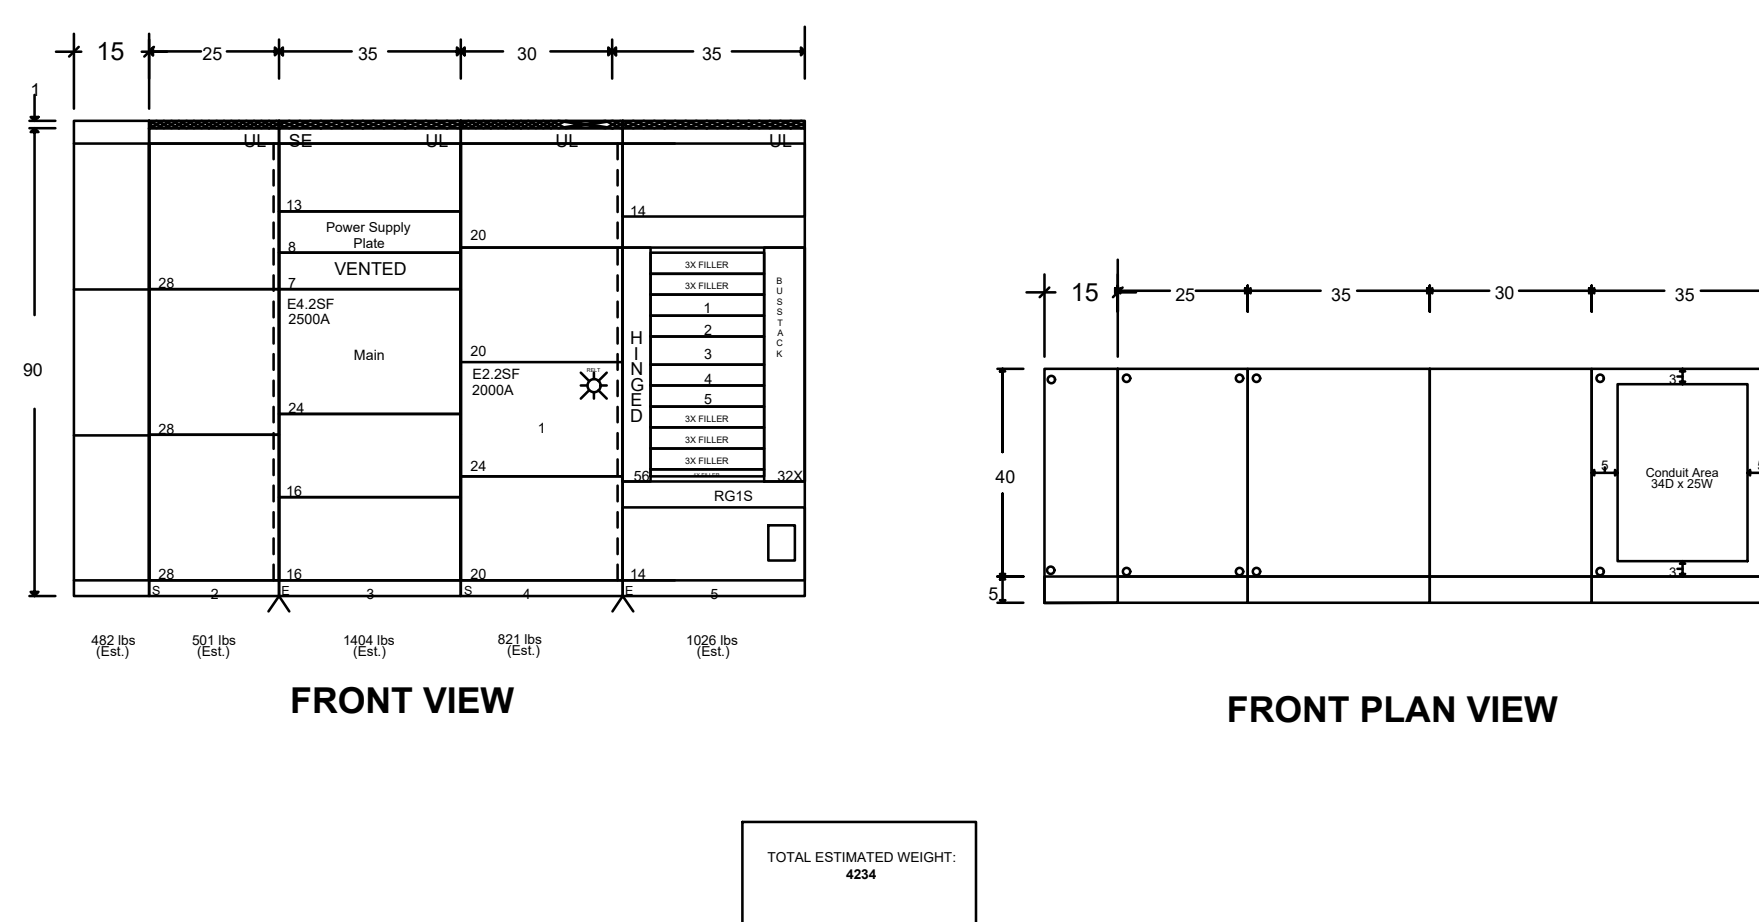 15
25
35
30
35
1
UL
SE
UL
UL
UL
13
14
Power Supply
Plate
20
8
VENTED
3X FILLER
28
7
3X FILLER
BUSSTACK
E4.2SF
2500A
1
HINGED
2
Main
20
3
90
E2.2SF
2000A
RELT
4
5
24
3X FILLER
28
1
3X FILLER
3X FILLER
24
56
32X
16
RG1S
28
16
20
14
S
2
E
3
S
4
E
5
482 lbs
(Est.)
501 lbs
(Est.)
1404 lbs
(Est.)
821 lbs
(Est.)
1026 lbs
(Est.)
FRONT VIEW
15
25
35
30
35
3
40
5
Conduit Area
34D x 25W
3
5
FRONT PLAN VIEW
TOTAL ESTIMATED WEIGHT:
4234